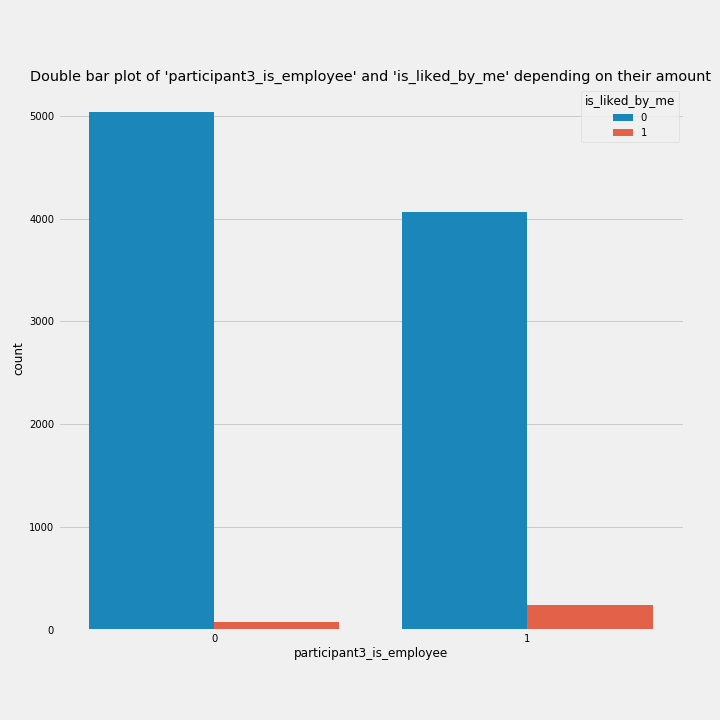 Double bar plot of 'participant3_is_employee' and 'is_liked_by_me' depending on their amount
is_liked_by_me
0
1
5000
4000
3000
2000
1000
0
count
0
1
participant3_is_employee